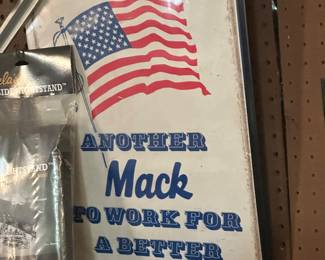 ANOTHER
Mack
TO WORK FOR
A BETTER